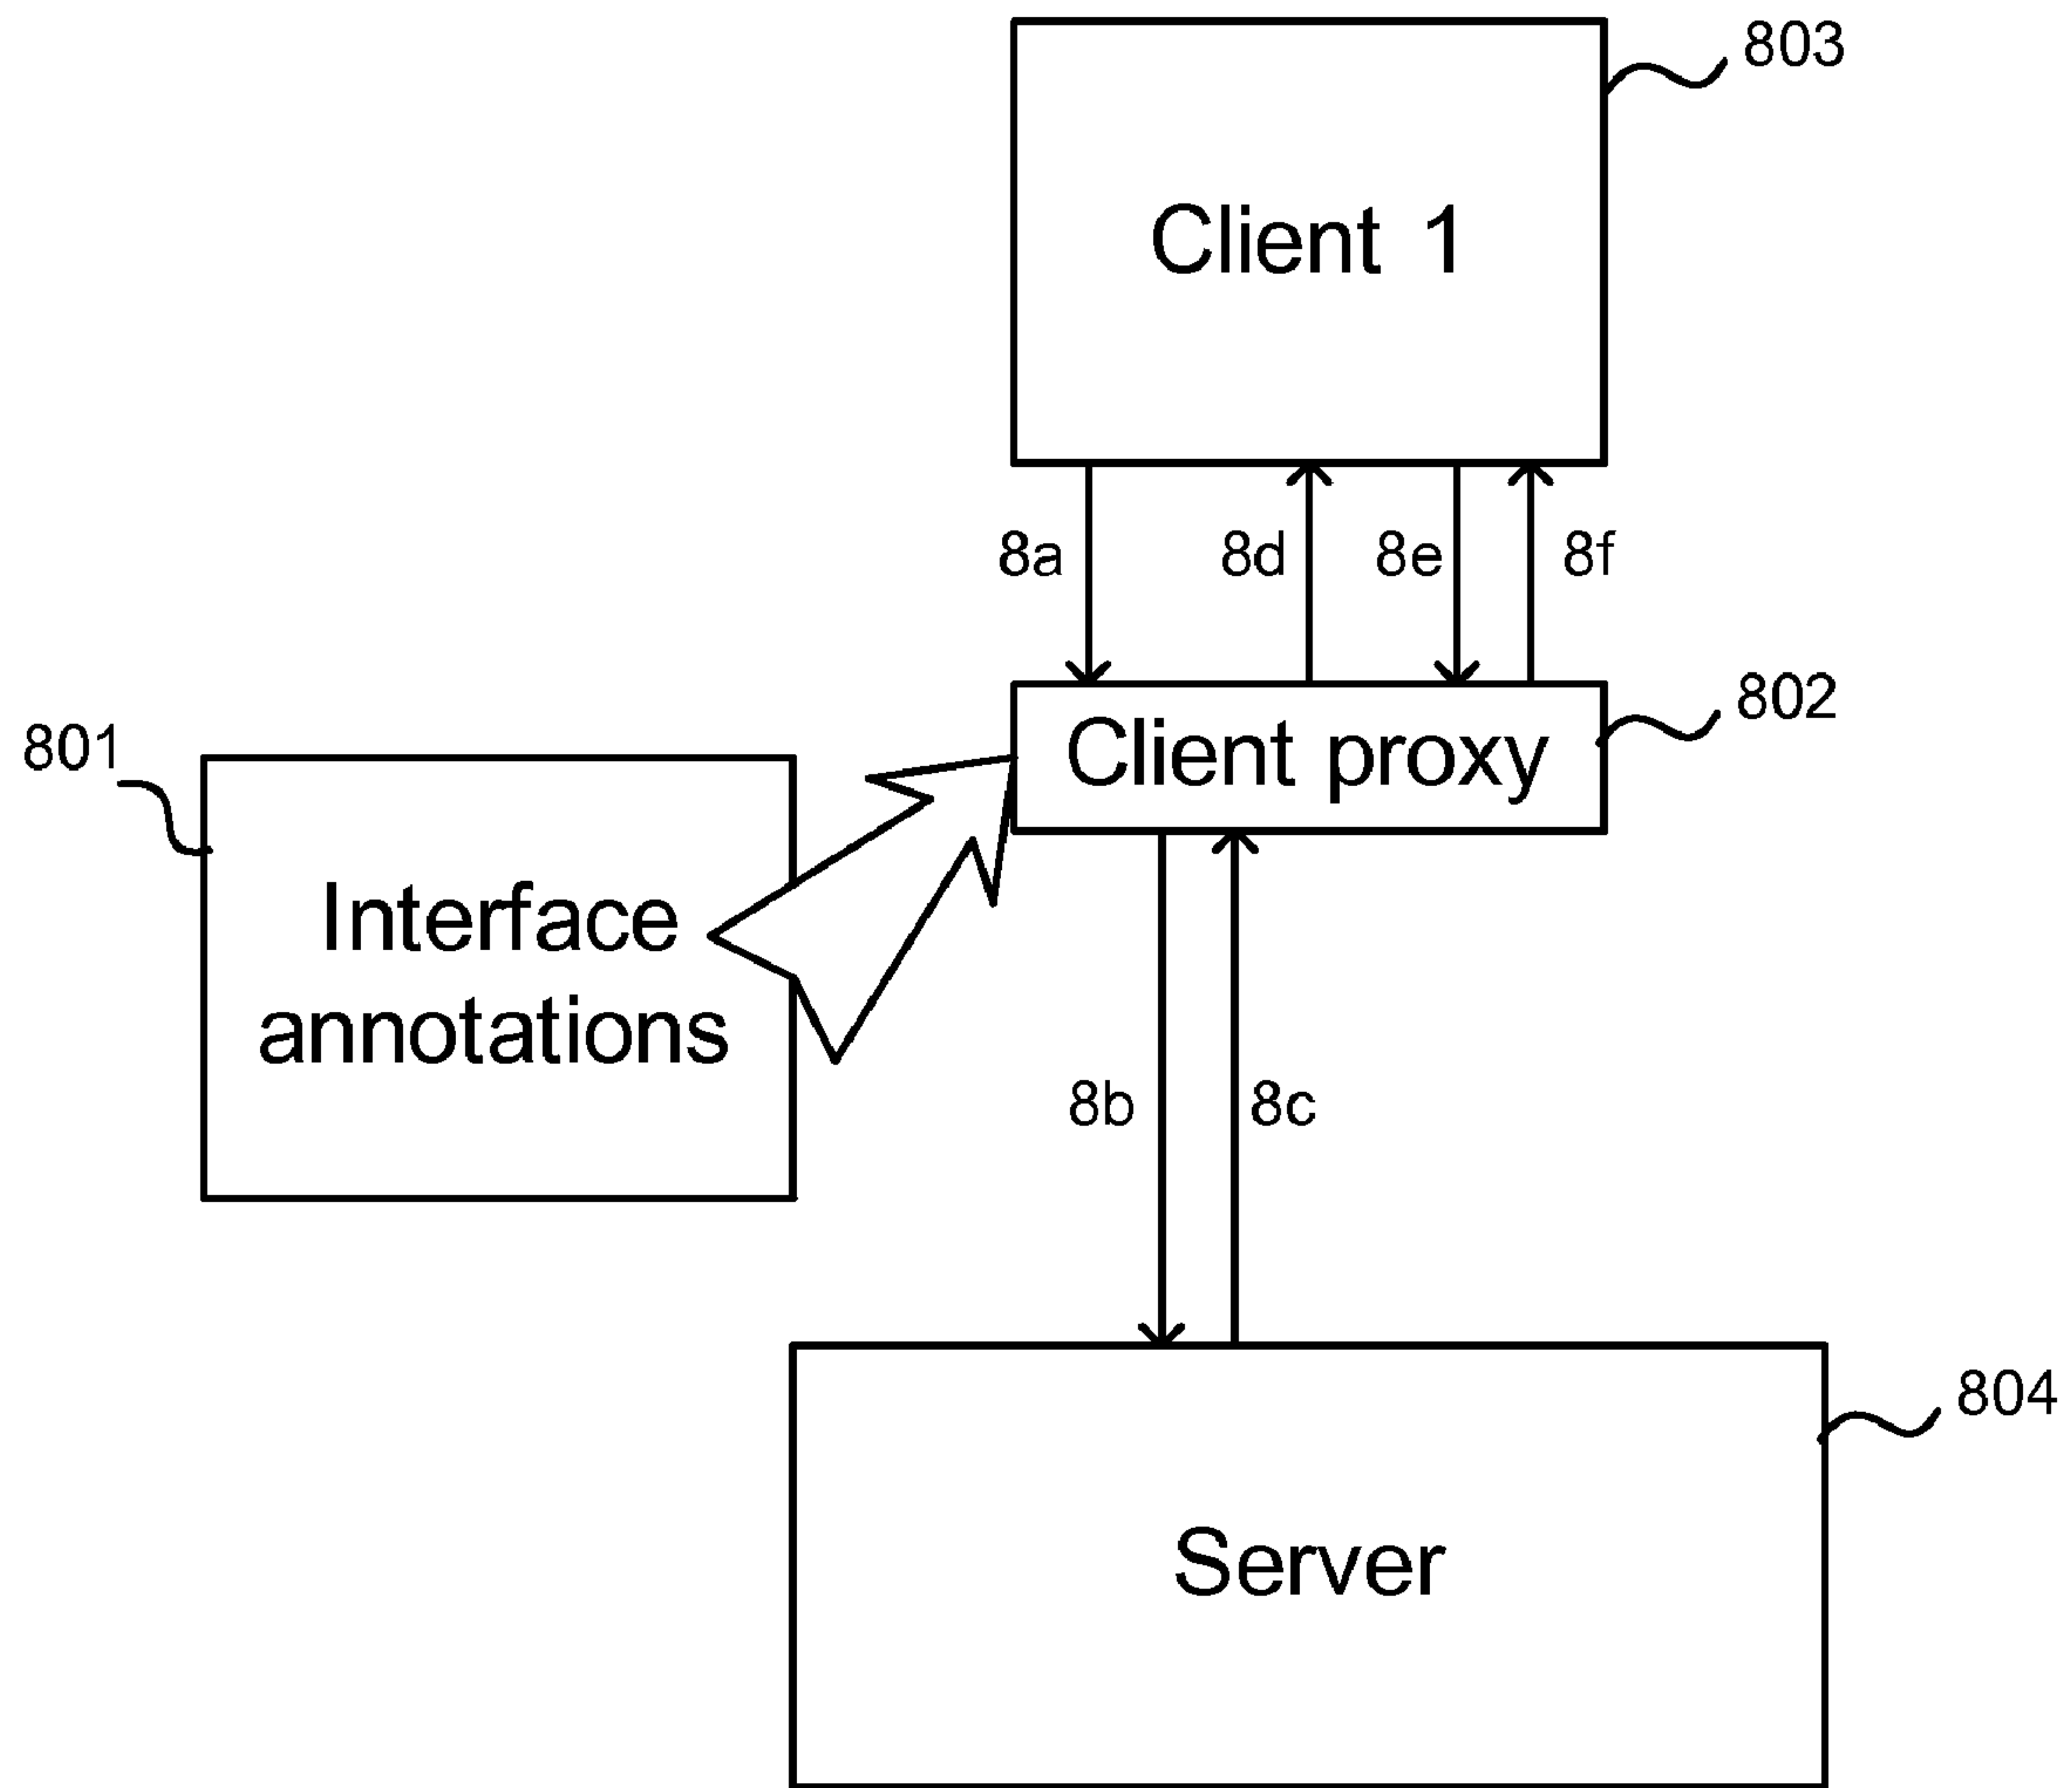 803
Client 1
8a 8d 8e 8f
802
Client proxy
801
Interface
annotations
8b 8c
804
Server